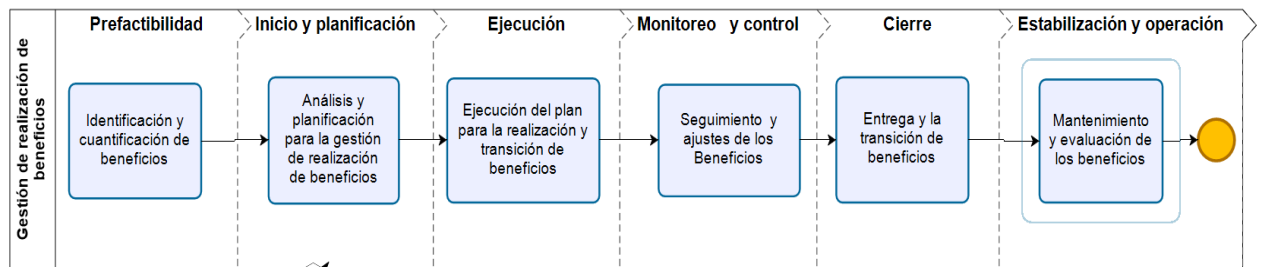 Prefactibilidad
Inicio y planificación
Ejecución
Monitoreo y control
Cierre
Estabilización y operación
Gestión de realización de
beneficios
Identificación y
cuantificación de
beneficios
Análisis y
planificación
para la gestión
de realización
de beneficios
Ejecución del plan
para la realización y
transición de
beneficios
Seguimiento y
ajustes de los
Beneficios
Entrega y la
transición de
beneficios
Mantenimiento
y evaluación de
los beneficios